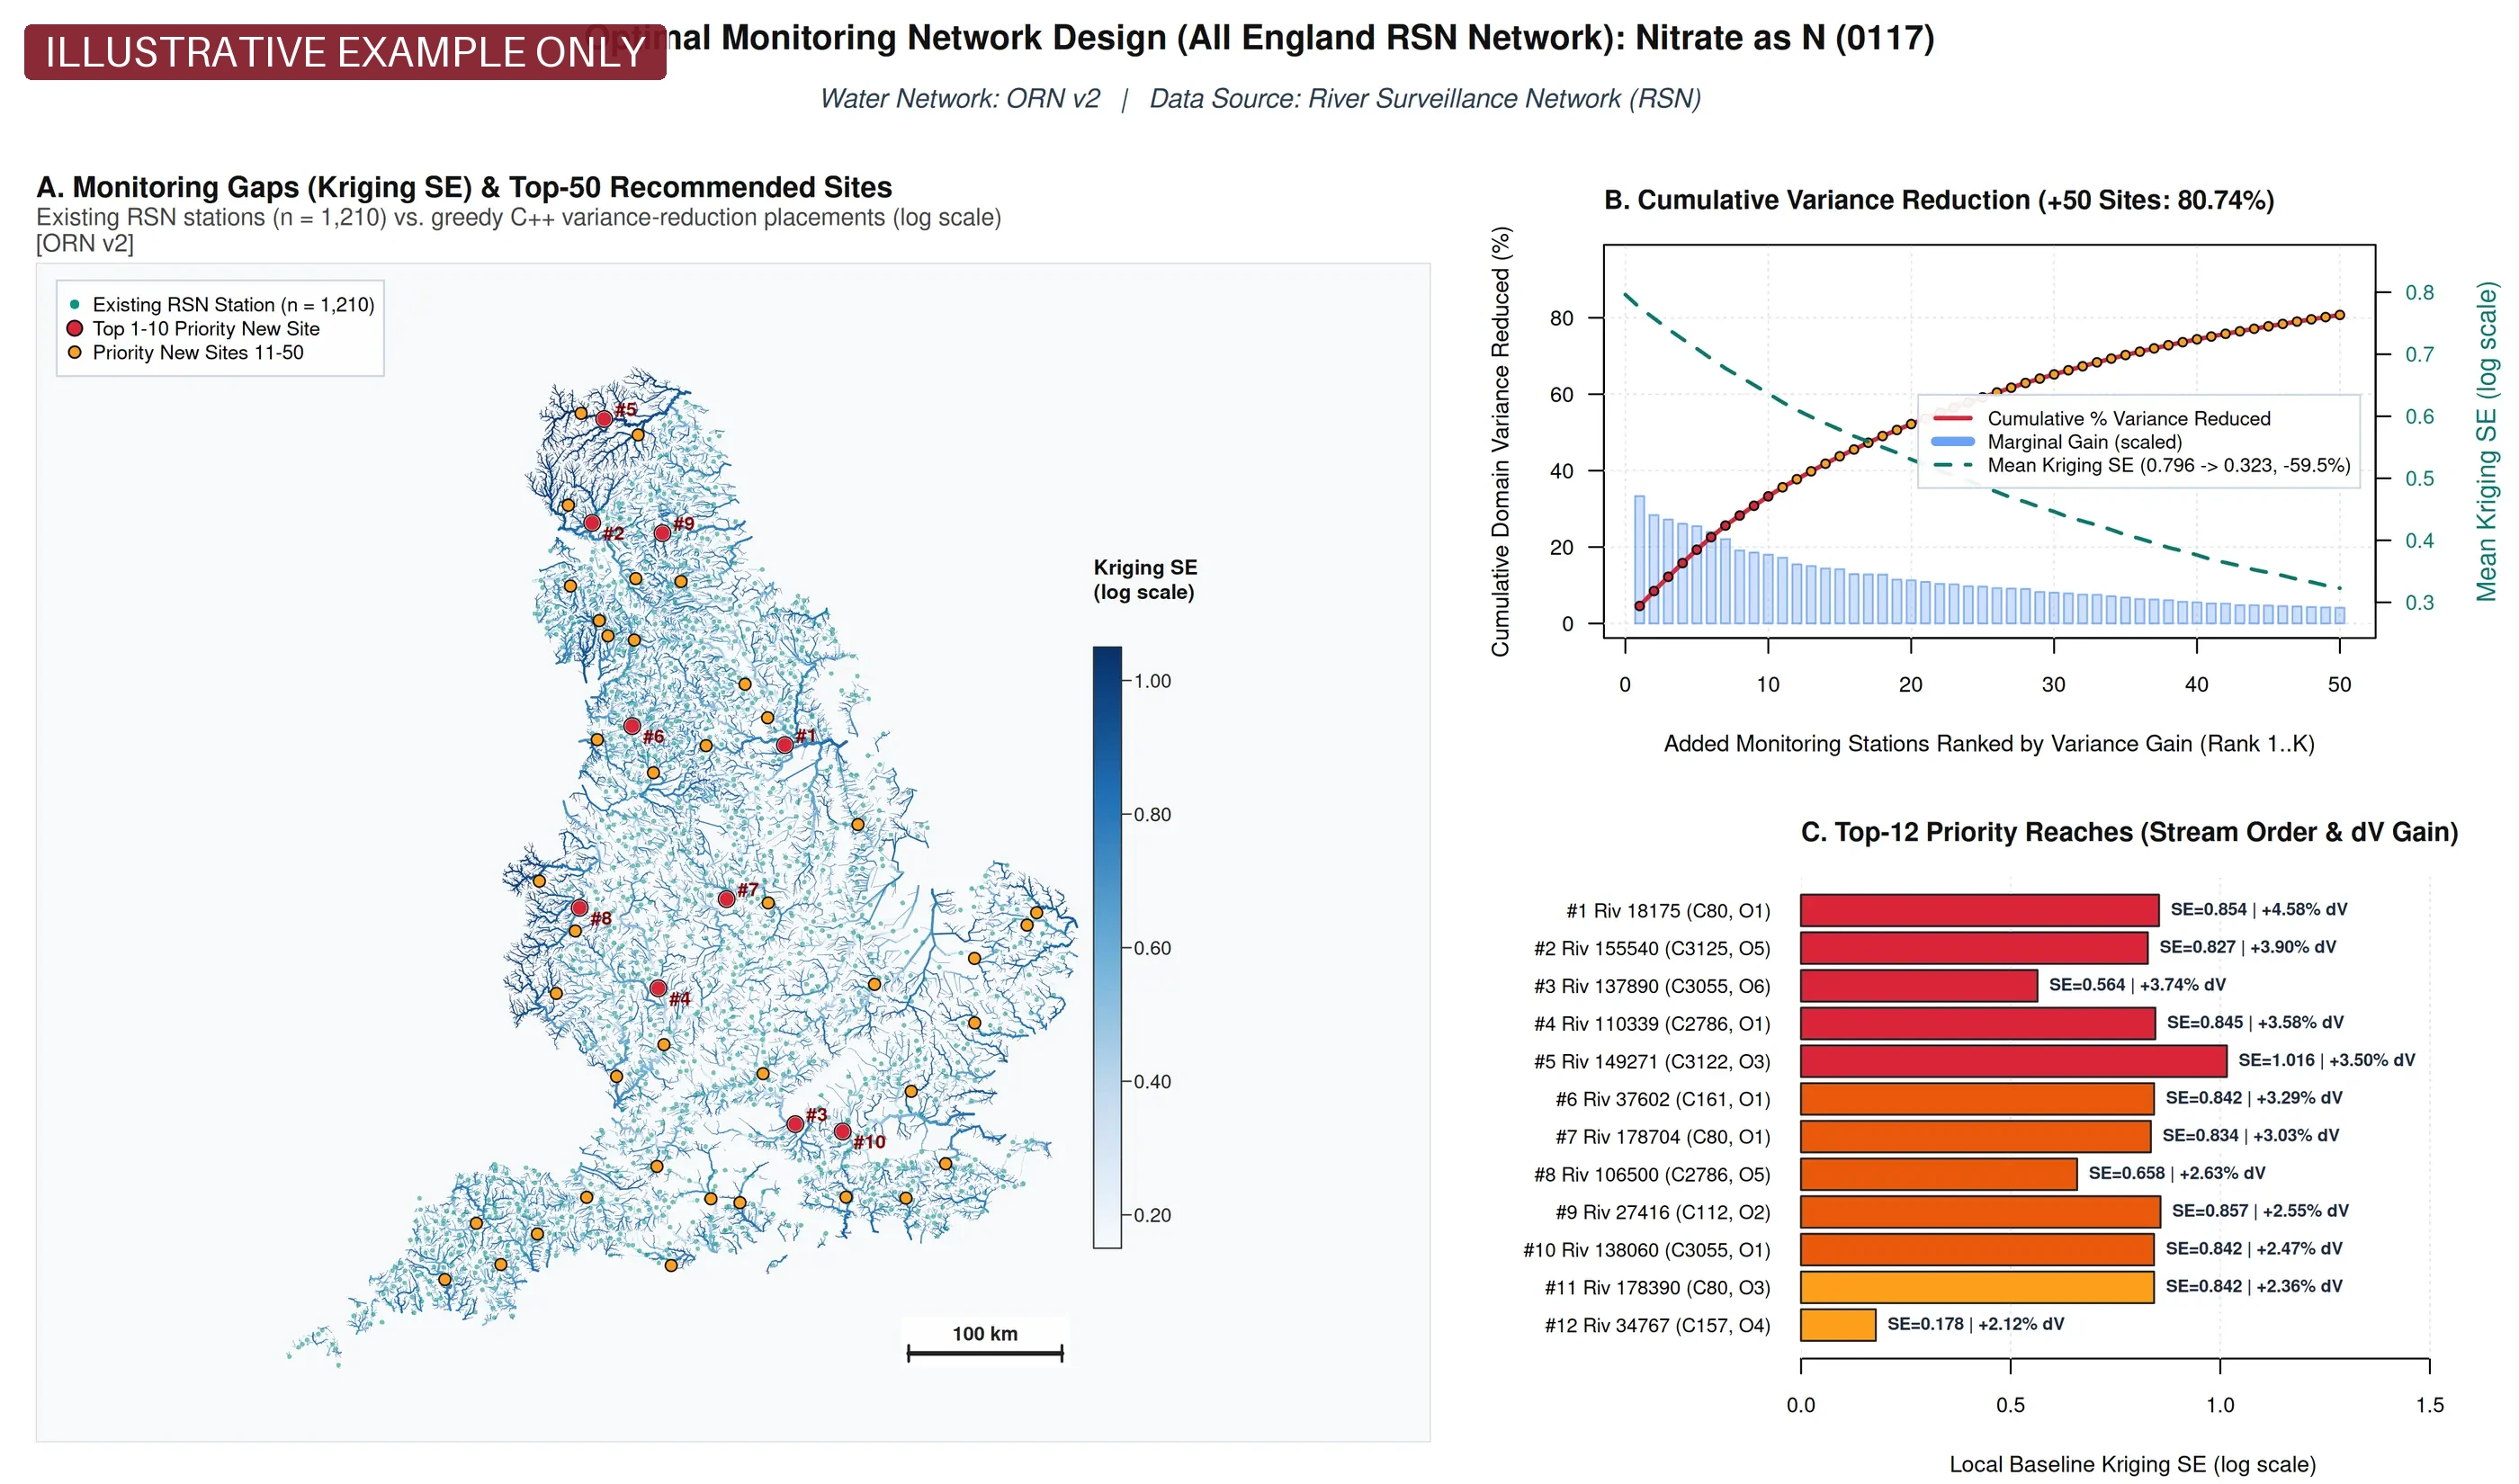 ILLUSTRATIVE EXAMPLE ONLY
Optimal Monitoring Network Design (All England RSN Network): Nitrate as N (0117)
Water Network: ORN v2 | Data Source: River Surveillance Network (RSN)
A. Monitoring Gaps (Kriging SE) & Top-50 Recommended Sites
Existing RSN stations (n = 1,210) vs. greedy C++ variance-reduction placements (log scale)
[ORN v2]
Existing RSN Station (n = 1,210)
Top 1-10 Priority New Site
Priority New Sites 11-50
#5
#2
#9
#6
#1
#7
#8
#4
#3
#10
Kriging SE
(log scale)
1.00
0.80
0.60
0.40
0.20
100 km
B. Cumulative Variance Reduction (+50 Sites: 80.74%)
Cumulative Domain Variance Reduced (%)
80
60
40
20
0
0.8
0.7
0.6
0.5
0.4
0.3
Mean Kriging SE (log scale)
Cumulative % Variance Reduced
Marginal Gain (scaled)
Mean Kriging SE (0.796 -> 0.323, -59.5%)
0 10 20 30 40 50
Added Monitoring Stations Ranked by Variance Gain (Rank 1..K)
C. Top-12 Priority Reaches (Stream Order & dV Gain)
#1 Riv 18175 (C80, O1) SE=0.854 | +4.58% dV
#2 Riv 155540 (C3125, O5) SE=0.827 | +3.90% dV
#3 Riv 137890 (C3055, O6) SE=0.564 | +3.74% dV
#4 Riv 110339 (C2786, O1) SE=0.845 | +3.58% dV
#5 Riv 149271 (C3122, O3) SE=1.016 | +3.50% dV
#6 Riv 37602 (C161, O1) SE=0.842 | +3.29% dV
#7 Riv 178704 (C80, O1) SE=0.834 | +3.03% dV
#8 Riv 106500 (C2786, O5) SE=0.658 | +2.63% dV
#9 Riv 27416 (C112, O2) SE=0.857 | +2.55% dV
#10 Riv 138060 (C3055, O1) SE=0.842 | +2.47% dV
#11 Riv 178390 (C80, O3) SE=0.842 | +2.36% dV
#12 Riv 34767 (C157, O4) SE=0.178 | +2.12% dV
0.0 0.5 1.0 1.5
Local Baseline Kriging SE (log scale)